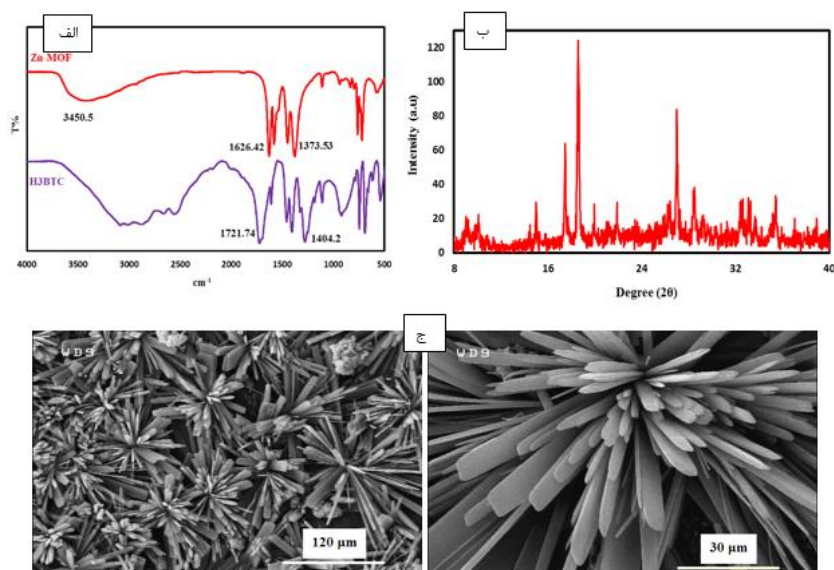 الف
Zn-MOF
3450.5
1626.42
1373.53
T%
H3BTC
1721.74
1404.2
4000 3500 3000 2500 2000 1500 1000 500
cm-1
ب
Intensity (a.u)
120
100
80
60
40
20
0
8 16 24 32 40
Degree (2θ)
ج
WD9
120 µm
WD9
30 µm